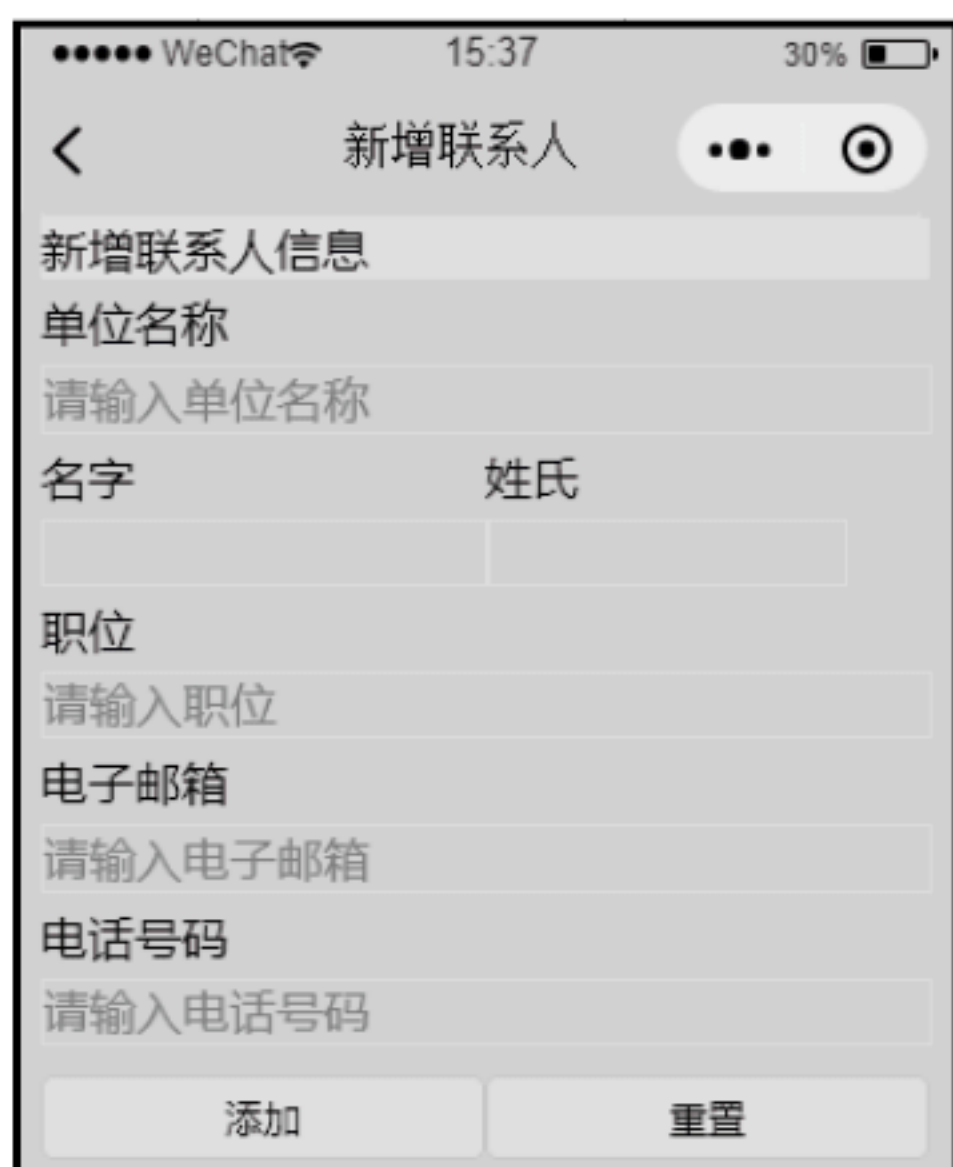 WeChat 15:37 30%
新增联系人
新增联系人信息
单位名称
请输入单位名称
名字 姓氏
职位
请输入职位
电子邮箱
请输入电子邮箱
电话号码
请输入电话号码
添加 重置